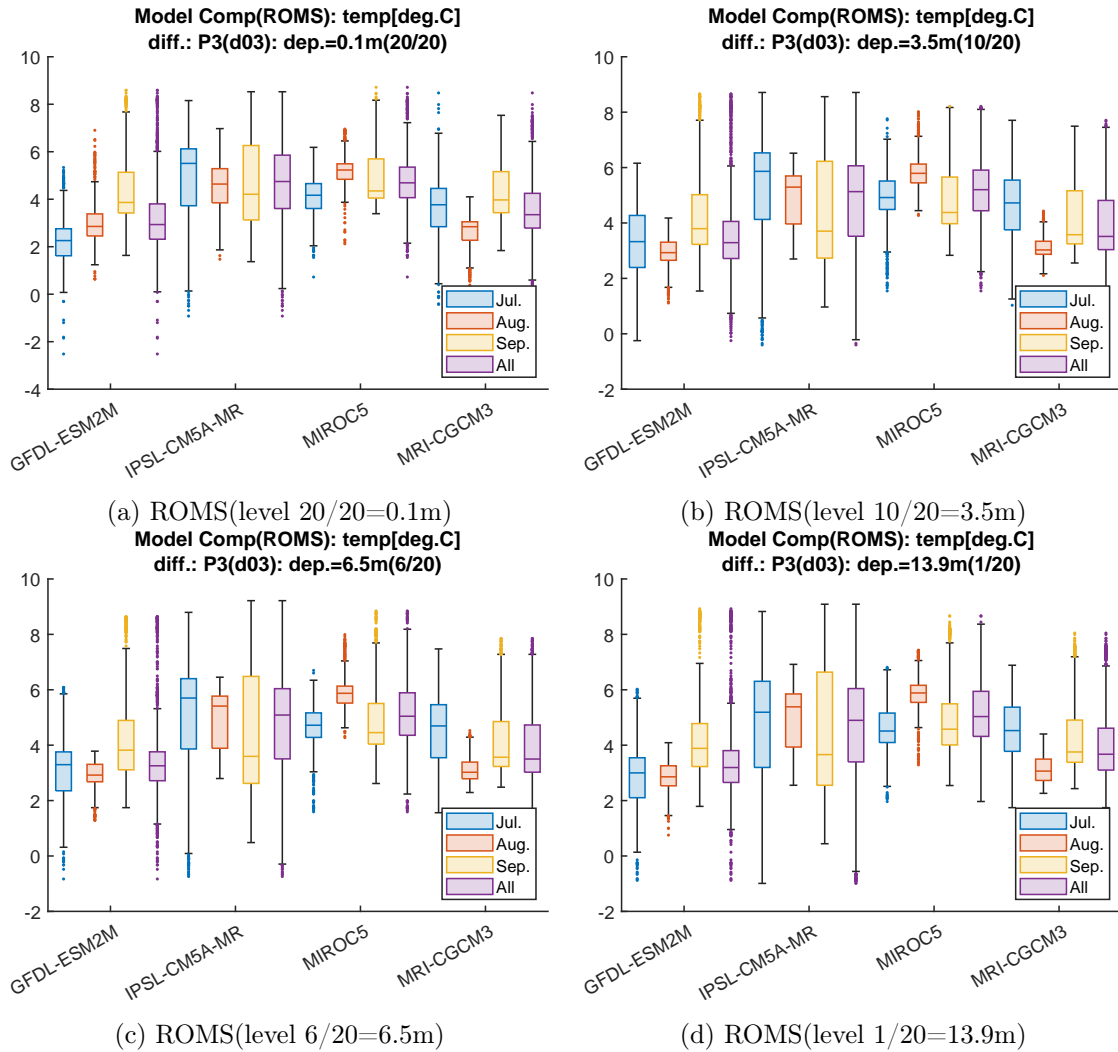 Model Comp(ROMS): temp[deg.C]
diff.: P3(d03): dep.=0.1m(20/20)
10
8
6
4
2
0
-2
-4
GFDL-ESM2M
IPSL-CM5A-MR
MIROC5
MRI-CGCM3
Jul.
Aug.
Sep.
All
(a) ROMS(level 20/20=0.1m)
Model Comp(ROMS): temp[deg.C]
diff.: P3(d03): dep.=3.5m(10/20)
10
8
6
4
2
0
-2
GFDL-ESM2M
IPSL-CM5A-MR
MIROC5
MRI-CGCM3
Jul.
Aug.
Sep.
All
(b) ROMS(level 10/20=3.5m)
Model Comp(ROMS): temp[deg.C]
diff.: P3(d03): dep.=6.5m(6/20)
10
8
6
4
2
0
-2
GFDL-ESM2M
IPSL-CM5A-MR
MIROC5
MRI-CGCM3
Jul.
Aug.
Sep.
All
(c) ROMS(level 6/20=6.5m)
Model Comp(ROMS): temp[deg.C]
diff.: P3(d03): dep.=13.9m(1/20)
10
8
6
4
2
0
-2
GFDL-ESM2M
IPSL-CM5A-MR
MIROC5
MRI-CGCM3
Jul.
Aug.
Sep.
All
(d) ROMS(level 1/20=13.9m)